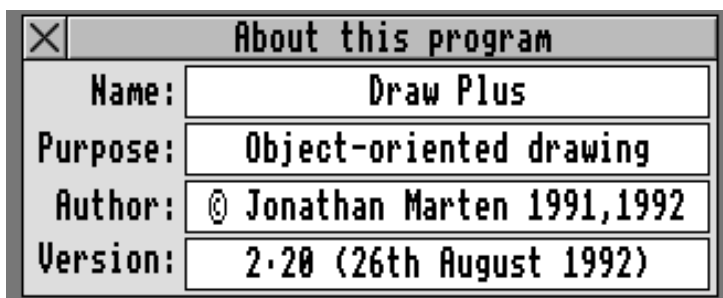 About this program
Name: Draw Plus
Purpose: Object-oriented drawing
Author: © Jonathan Marten 1991,1992
Version: 2·20 (26th August 1992)